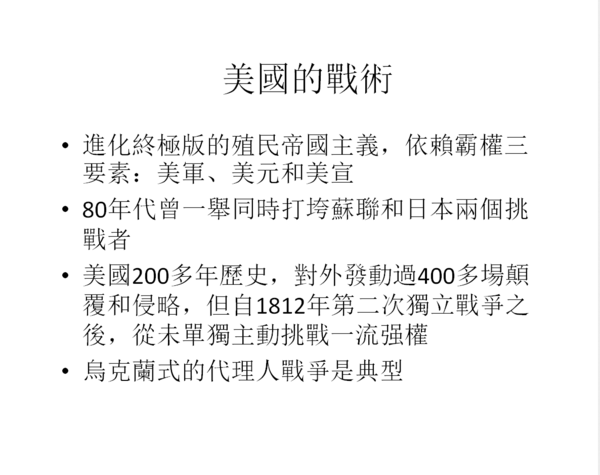 美國的戰術
• 進化終極版的殖民帝國主義，依賴霸權三
要素：美軍、美元和美宣
• 80年代曾一舉同時打垮蘇聯和日本兩個挑
戰者
• 美國200多年歷史，對外發動過400多場顛
覆和侵略，但自1812年第二次獨立戰爭之
後，從未單獨主動挑戰一流强權
• 烏克蘭式的代理人戰爭是典型